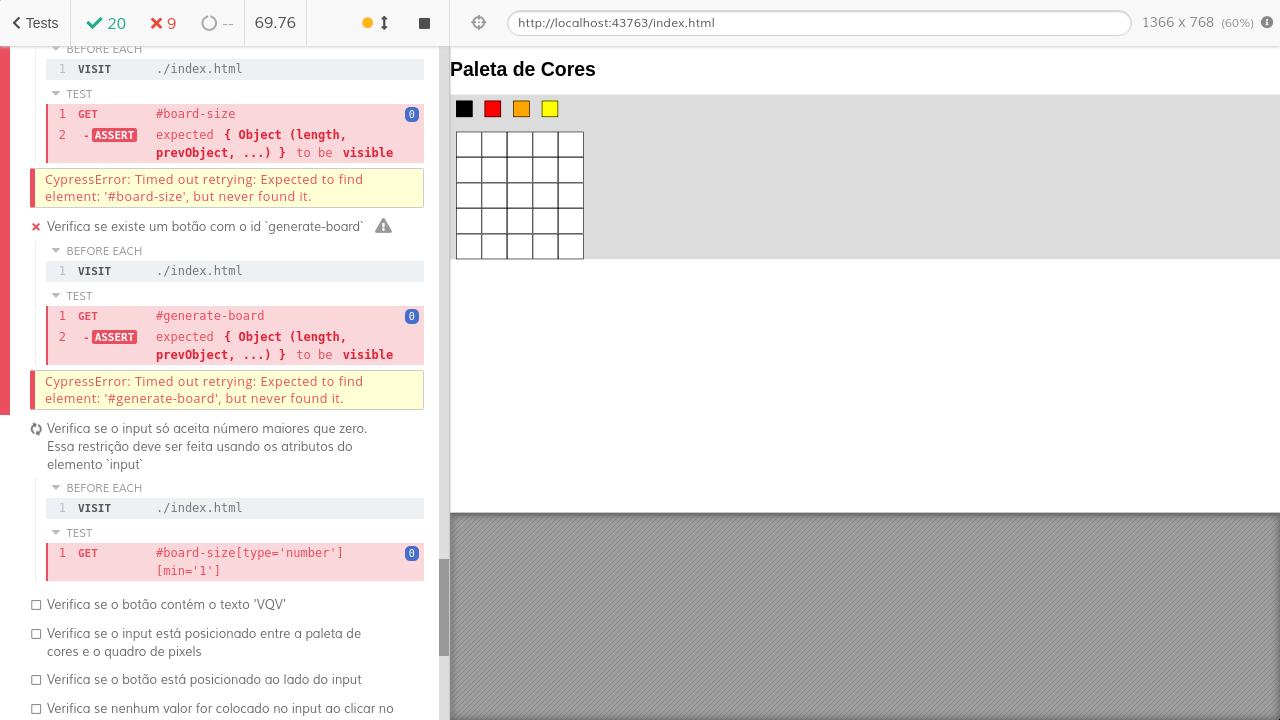 Tests 20 9 -- 69.76 http://localhost:43763/index.html 1366 x 768 (60%)
BEFORE EACH
1 VISIT ./index.html
TEST
1 GET #board-size 0
2 -ASSERT expected { Object (length,
prevObject, ...) } to be visible
CypressError: Timed out retrying: Expected to find
element: '#board-size', but never found it.
Verifica se existe um botão com o id `generate-board`
BEFORE EACH
1 VISIT ./index.html
TEST
1 GET #generate-board 0
2 -ASSERT expected { Object (length,
prevObject, ...) } to be visible
CypressError: Timed out retrying: Expected to find
element: '#generate-board', but never found it.
Verifica se o input só aceita número maiores que zero.
Essa restrição deve ser feita usando os atributos do
elemento `input`
BEFORE EACH
1 VISIT ./index.html
TEST
1 GET #board-size[type='number'] 0
[min='1']
Verifica se o botão contém o texto 'VQV'
Verifica se o input está posicionado entre a paleta de
cores e o quadro de pixels
Verifica se o botão está posicionado ao lado do input
Verifica se nenhum valor for colocado no input ao clicar no
Paleta de Cores